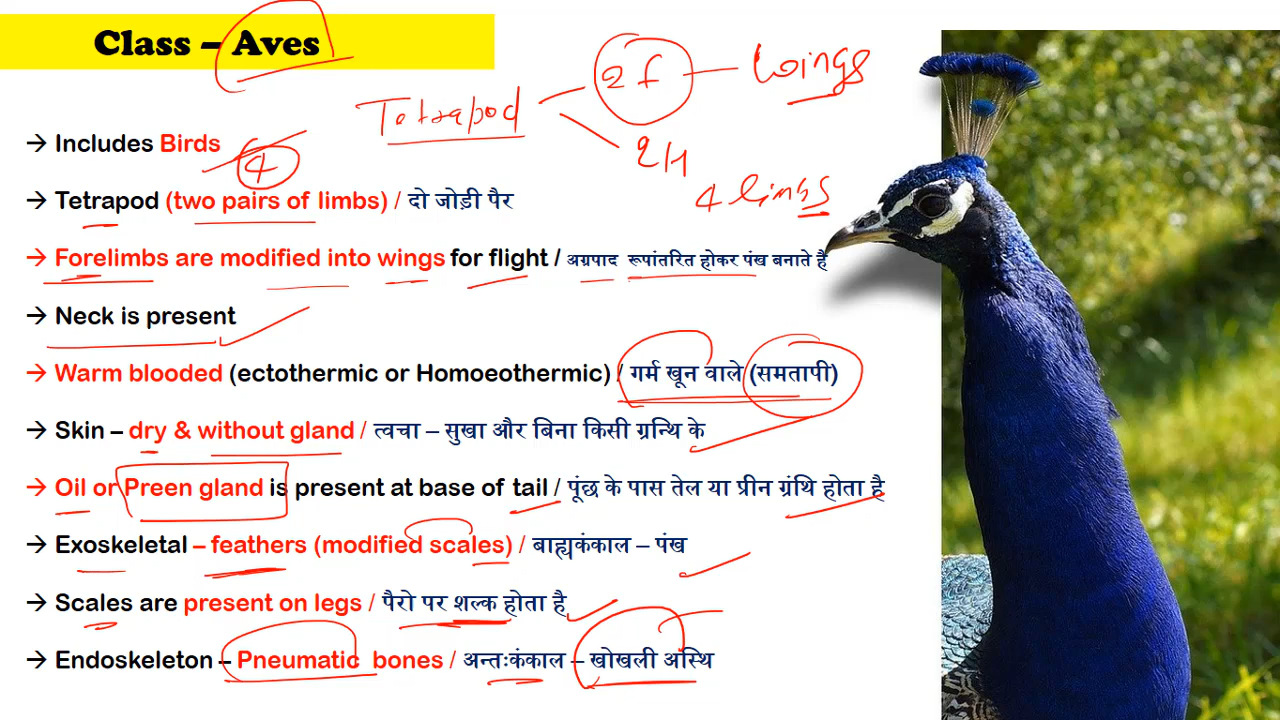 Class – Aves
Tetrapod
2 f — wings
2H
4 lings
→ Includes Birds
4
→ Tetrapod (two pairs of limbs) / दो जोड़ी पैर
→ Forelimbs are modified into wings for flight / अग्रपाद रूपांतरित होकर पंख बनाते हैं
→ Neck is present
→ Warm blooded (ectothermic or Homoeothermic) / गर्म खून वाले (समतापी)
→ Skin – dry & without gland / त्वचा – सुखा और बिना किसी ग्रन्थि के
→ Oil or Preen gland is present at base of tail / पूंछ के पास तेल या प्रीन ग्रंथि होता है
→ Exoskeletal – feathers (modified scales) / बाह्यकंकाल – पंख
→ Scales are present on legs / पैरो पर शल्क होता है
→ Endoskeleton – Pneumatic bones / अन्तःकंकाल – खोखली अस्थि